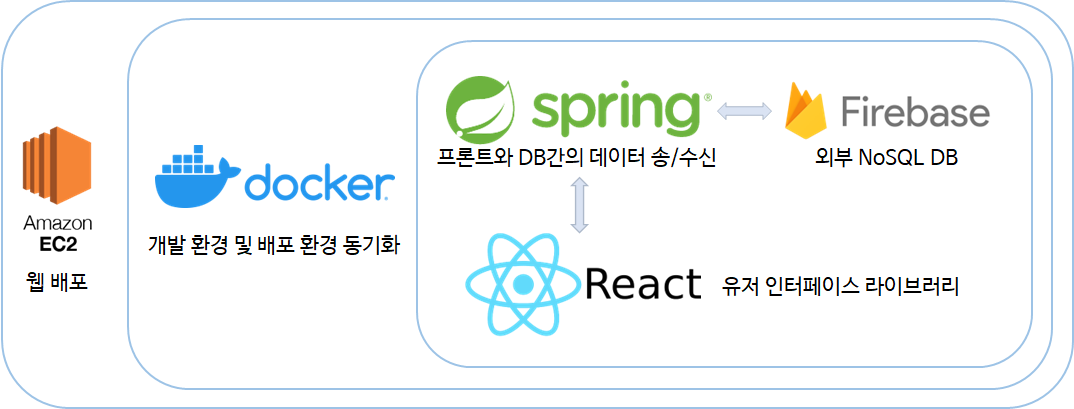 spring®
Firebase
프론트와 DB간의 데이터 송/수신
외부 NoSQL DB
docker
Amazon
EC2
개발 환경 및 배포 환경 동기화
웹 배포
React
유저 인터페이스 라이브러리